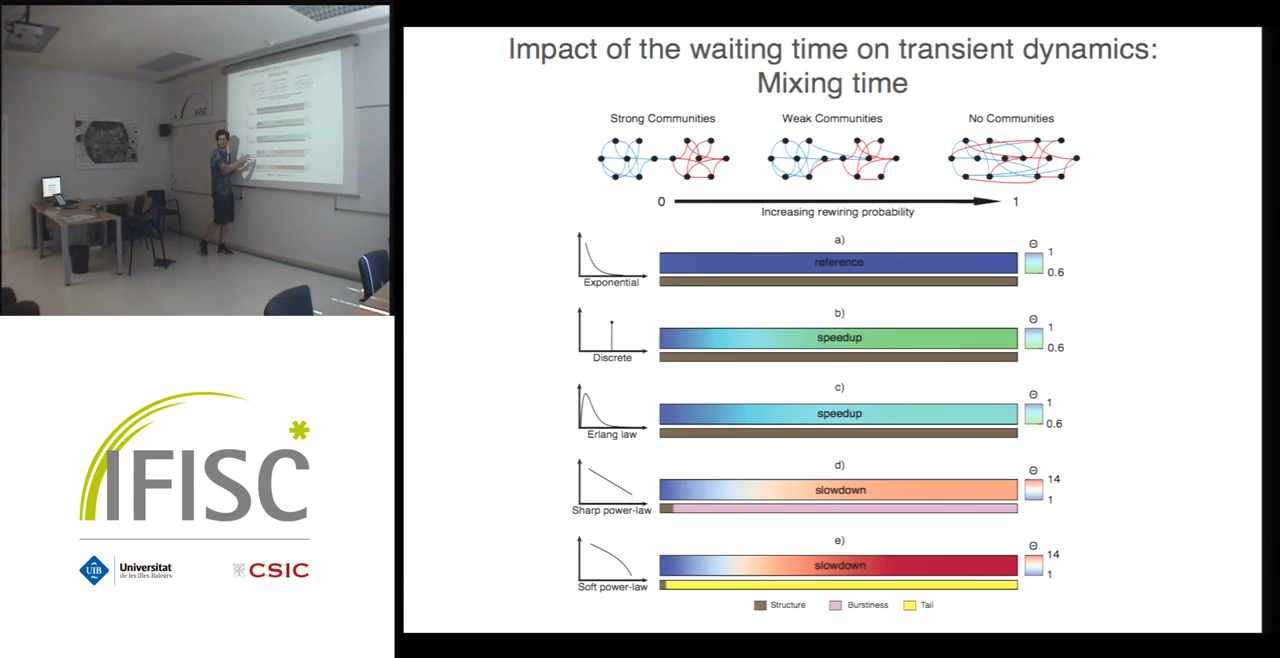 Impact of the waiting time on transient dynamics:
Mixing time
Strong Communities
Weak Communities
No Communities
0
1
Increasing rewiring probability
a)
Exponential
reference
Θ
1
0.6
b)
Discrete
speedup
Θ
1
0.6
c)
Erlang law
speedup
Θ
1
0.6
d)
Sharp power-law
slowdown
Θ
14
1
e)
Soft power-law
slowdown
Θ
14
1
Structure
Burstiness
Tail
IFISC
UIB
Universitat
de les Illes Balears
CSIC
IFISC